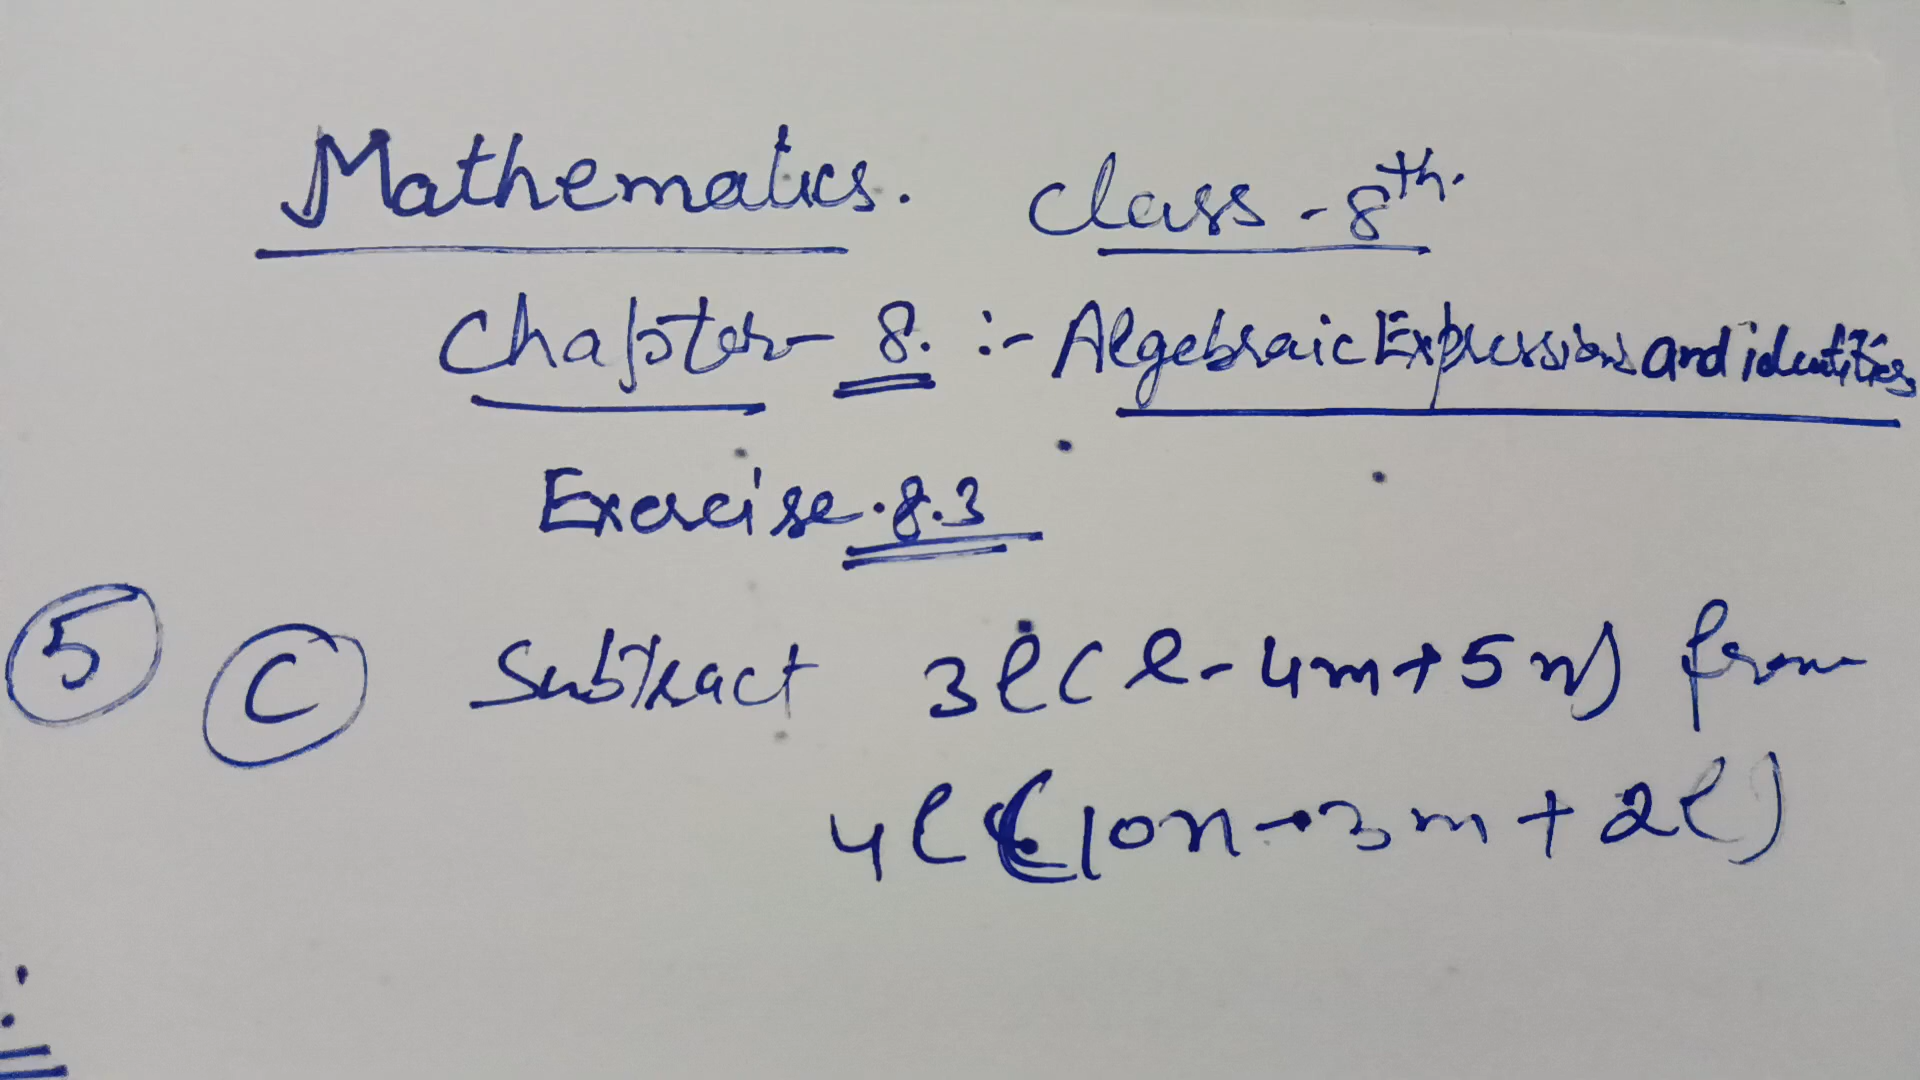 Mathematics. Class - 8th.
Chapter - 8. :- Algebraic Expressions and identities
Exercise . 8.3
5 C Subtract 3l(l - 4m + 5n) from
4l(10n - 3m + 2l)